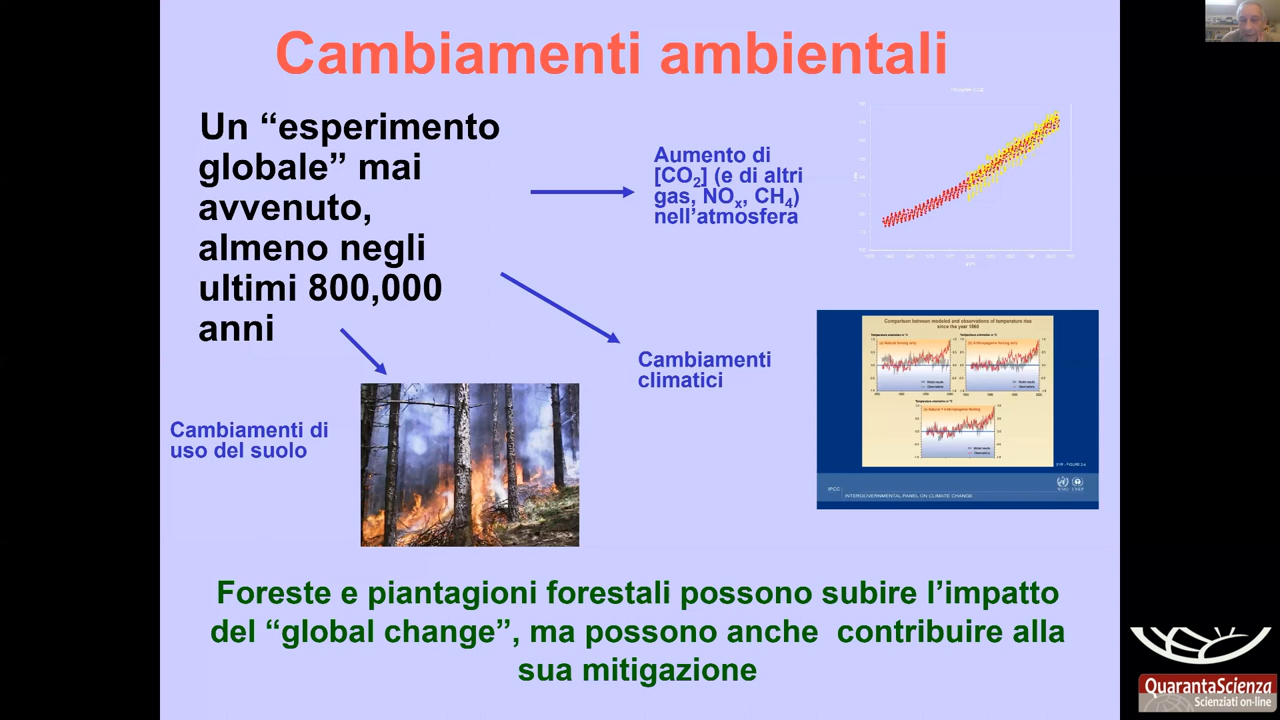 Cambiamenti ambientali
Un “esperimento
globale” mai
avvenuto,
almeno negli
ultimi 800,000
anni
Aumento di
[CO2] (e di altri
gas, NOx, CH4)
nell’atmosfera
Cambiamenti
climatici
Comparison between modeled and observations of temperature rise
since the year 1860
Cambiamenti di
uso del suolo
IPCC
INTERGOVERNMENTAL PANEL ON CLIMATE CHANGE
WMO UNEP
Foreste e piantagioni forestali possono subire l’impatto
del “global change”, ma possono anche contribuire alla
sua mitigazione
QuarantaScienza
Scienziati on-line